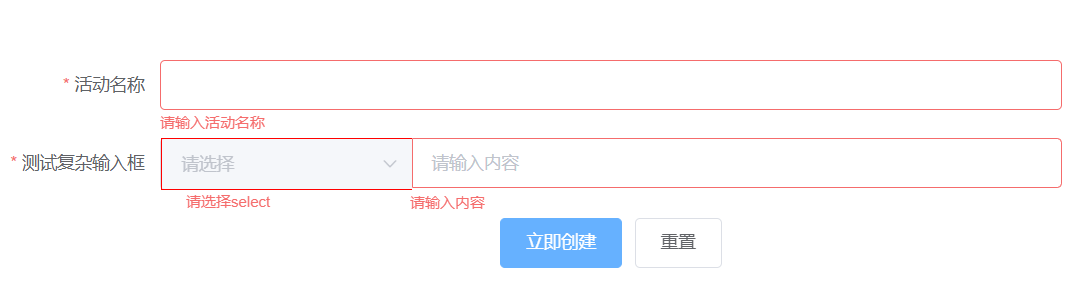 * 活动名称
请输入活动名称
* 测试复杂输入框 请选择 请输入内容
请选择select 请输入内容
立即创建 重置